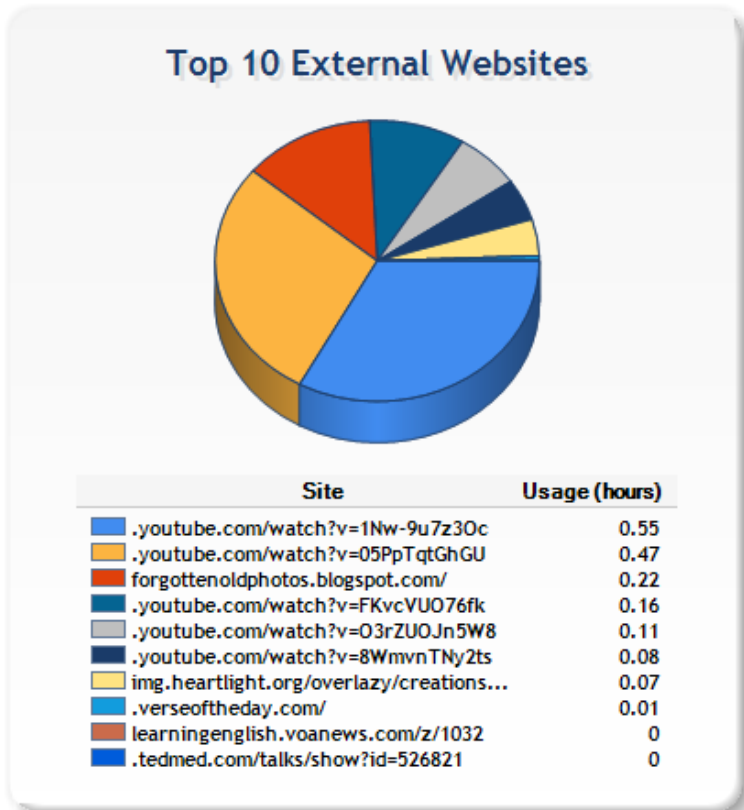 Top 10 External Websites
Site Usage (hours)
.youtube.com/watch?v=1Nw-9u7z3Oc 0.55
.youtube.com/watch?v=05PpTqtGhGU 0.47
forgottenoldphotos.blogspot.com/ 0.22
.youtube.com/watch?v=FKvcVUO76fk 0.16
.youtube.com/watch?v=O3rZUOJn5W8 0.11
.youtube.com/watch?v=8WmvnTNy2ts 0.08
img.heartlight.org/overlazy/creations... 0.07
.verseoftheday.com/ 0.01
learningenglish.voanews.com/z/1032 0
.tedmed.com/talks/show?id=526821 0